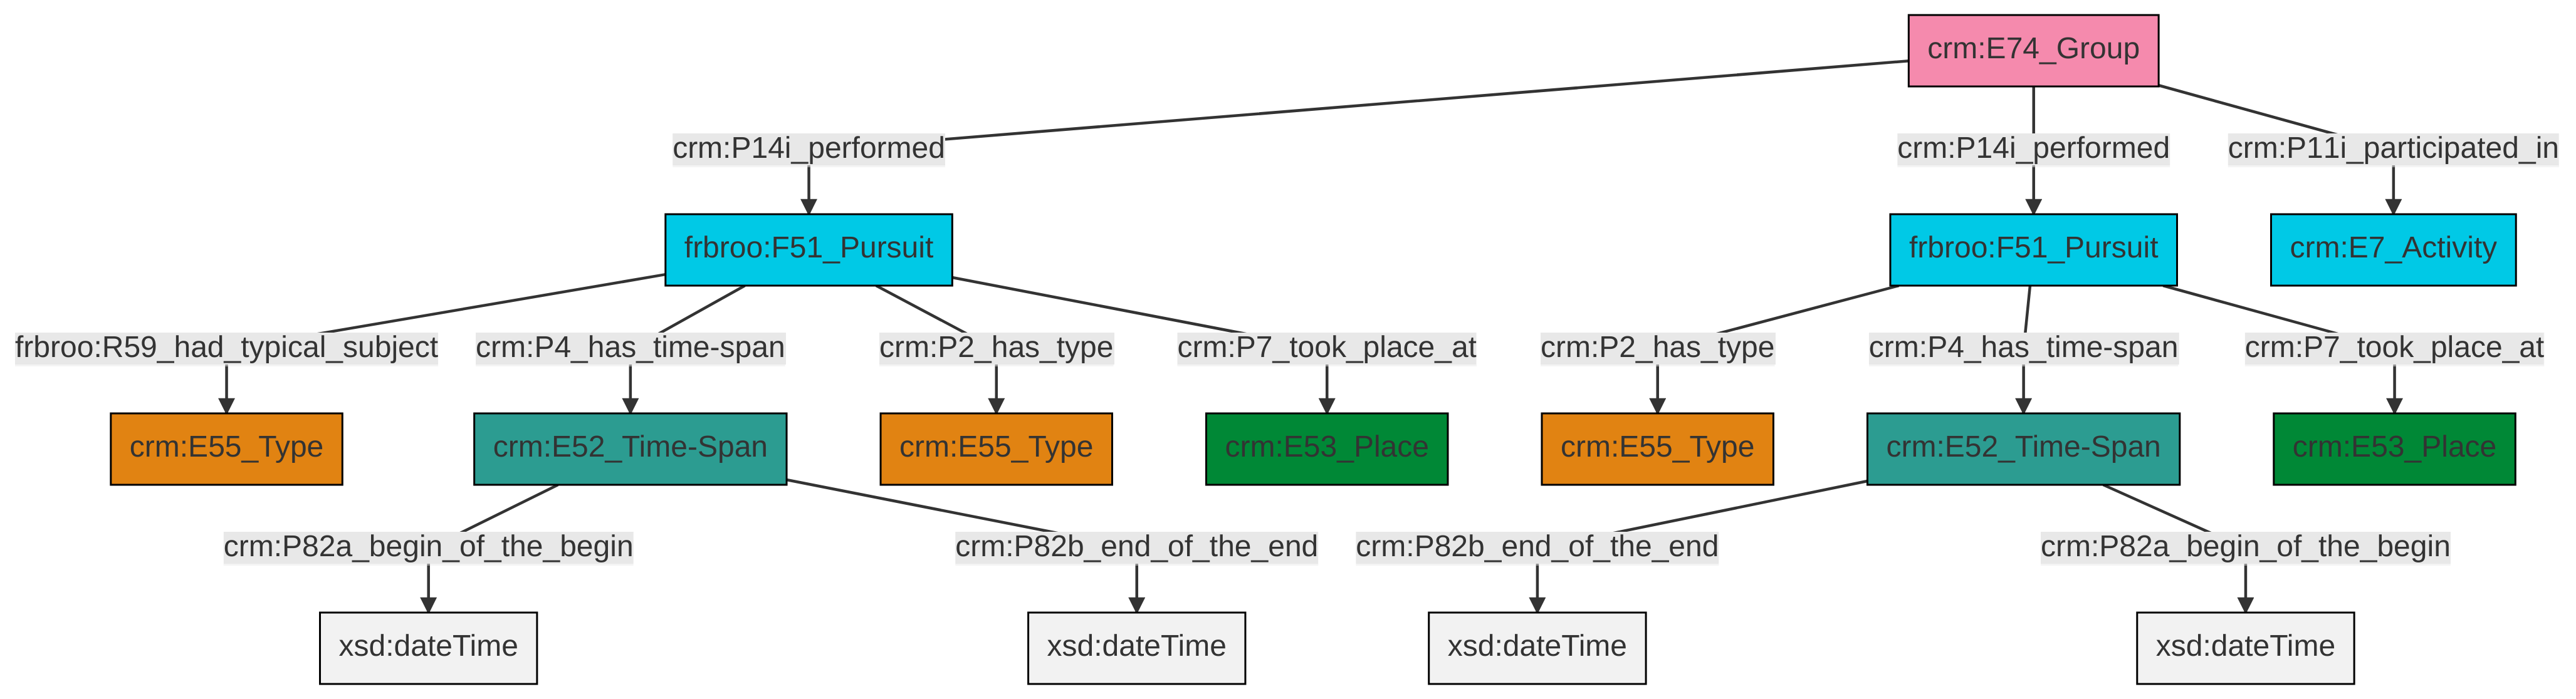 crm:E74_Group
crm:P14i_performed
crm:P14i_performed
crm:P11i_participated_in
frbroo:F51_Pursuit
frbroo:F51_Pursuit
crm:E7_Activity
frbroo:R59_had_typical_subject
crm:P4_has_time-span
crm:P2_has_type
crm:P7_took_place_at
crm:P2_has_type
crm:P4_has_time-span
crm:P7_took_place_at
crm:E55_Type
crm:E52_Time-Span
crm:E55_Type
crm:E53_Place
crm:E55_Type
crm:E52_Time-Span
crm:E53_Place
crm:P82a_begin_of_the_begin
crm:P82b_end_of_the_end
crm:P82b_end_of_the_end
crm:P82a_begin_of_the_begin
xsd:dateTime
xsd:dateTime
xsd:dateTime
xsd:dateTime